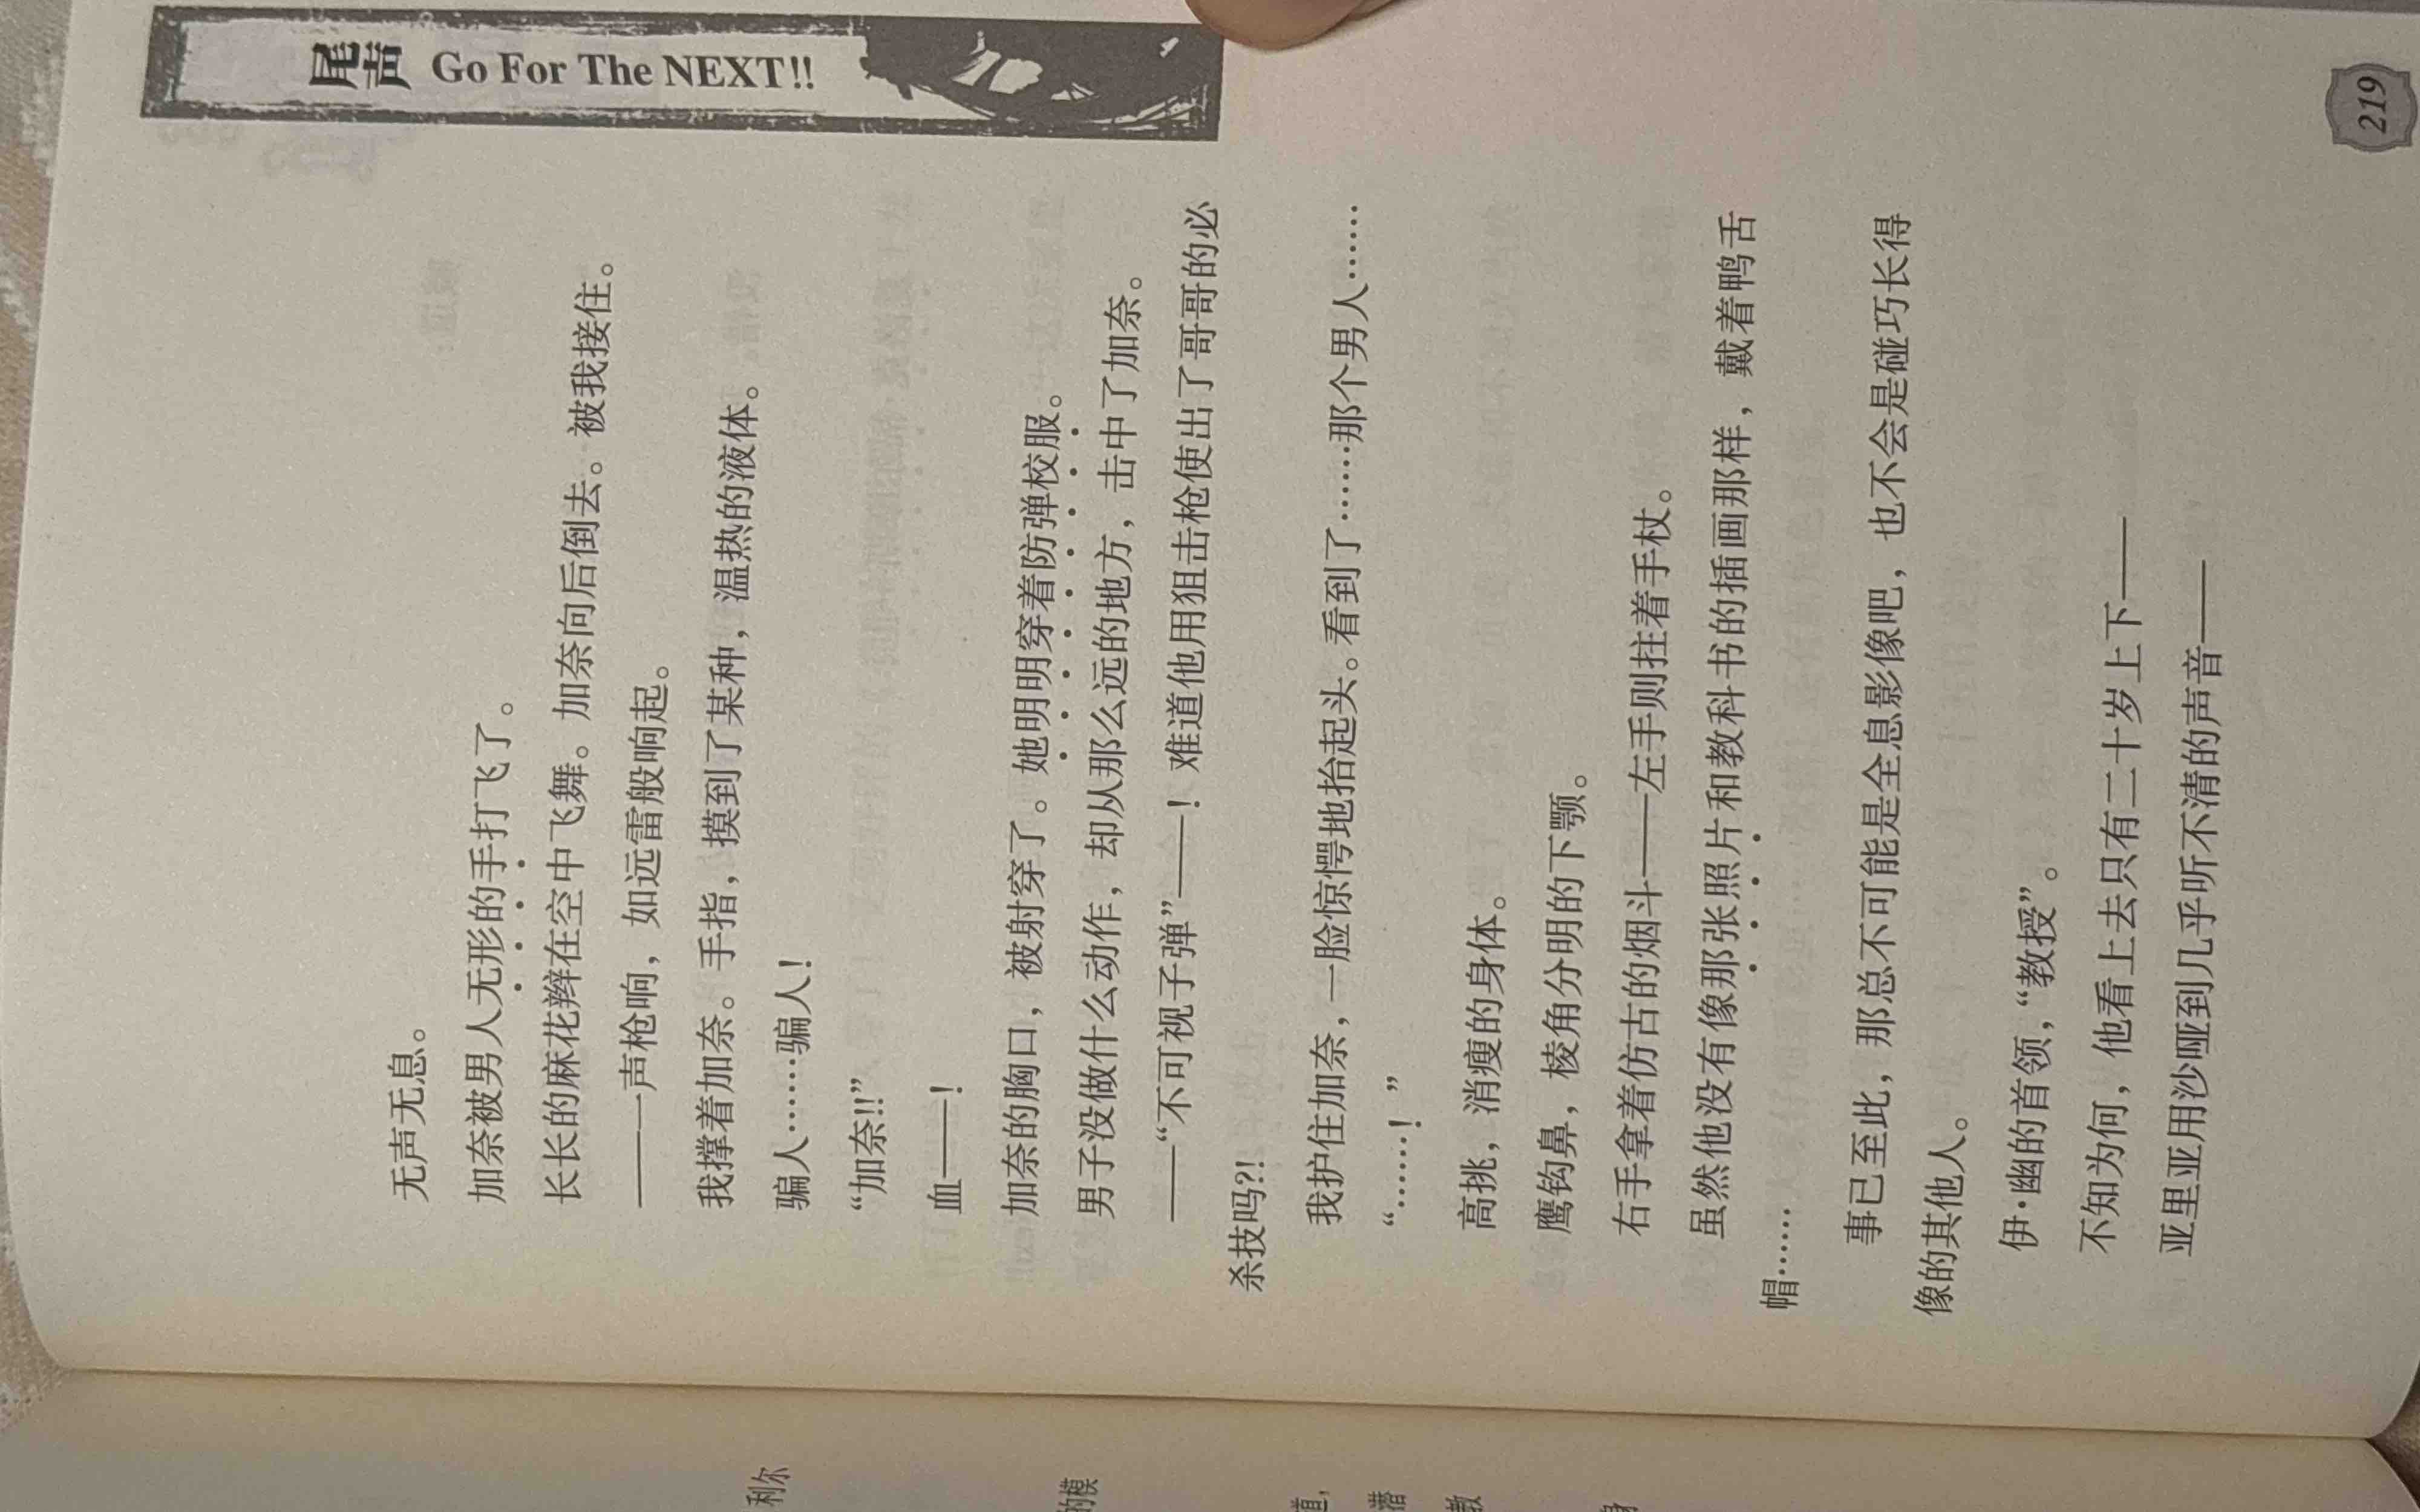 利尔
的模
道，
潜
教
身
尾声 Go For The NEXT!!
无声无息。
加奈被男人无形的手打飞了。
长长的麻花辫在空中飞舞。加奈向后倒去。被我接住。
——一声枪响，如远雷般响起。
我撑着加奈。手指，摸到了某种，温热的液体。
骗人……骗人！
“加奈!!”
血——！
加奈的胸口，被射穿了。她明明穿着防弹校服。
男子没做什么动作，却从那么远的地方，击中了加奈。
——“不可视子弹”——！难道他用狙击枪使出了哥哥的必
杀技吗?!
我护住加奈，一脸惊愕地抬起头。看到了……那个男人……
“……！”
高挑，消瘦的身体。
鹰钩鼻，棱角分明的下颚。
右手拿着仿古的烟斗——左手则拄着手杖。
虽然他没有像那张照片和教科书的插画那样，戴着鸭舌
帽……
事已至此，那总不可能是全息影像吧，也不会是碰巧长得
像的其他人。
伊·幽的首领，“教授”。
不知为何，他看上去只有二十岁上下——
亚里亚用沙哑到几乎听不清的声音——
219